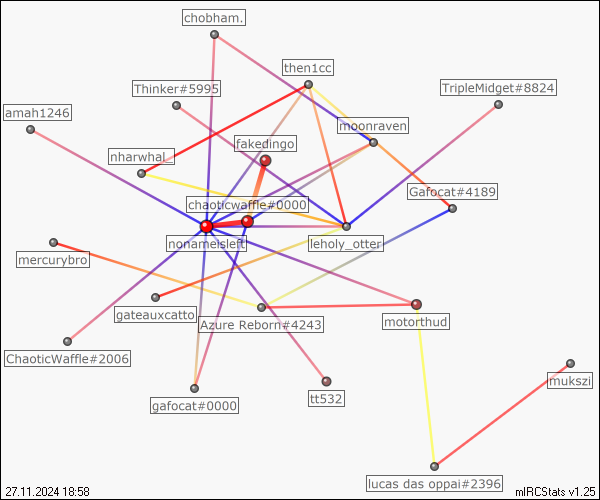 chobham.
then1cc
Thinker#5995
TripleMidget#8824
amah1246
moonraven
fakedingo
nharwhal_
Gafocat#4189
chaoticwaffle#0000
nonameisleft
leholy_otter
mercurybro
gateauxcatto
Azure Reborn#4243
motorthud
ChaoticWaffle#2006
mukszi
gafocat#0000
tt532
lucas das oppai#2396
27.11.2024 18:58
mIRCStats v1.25